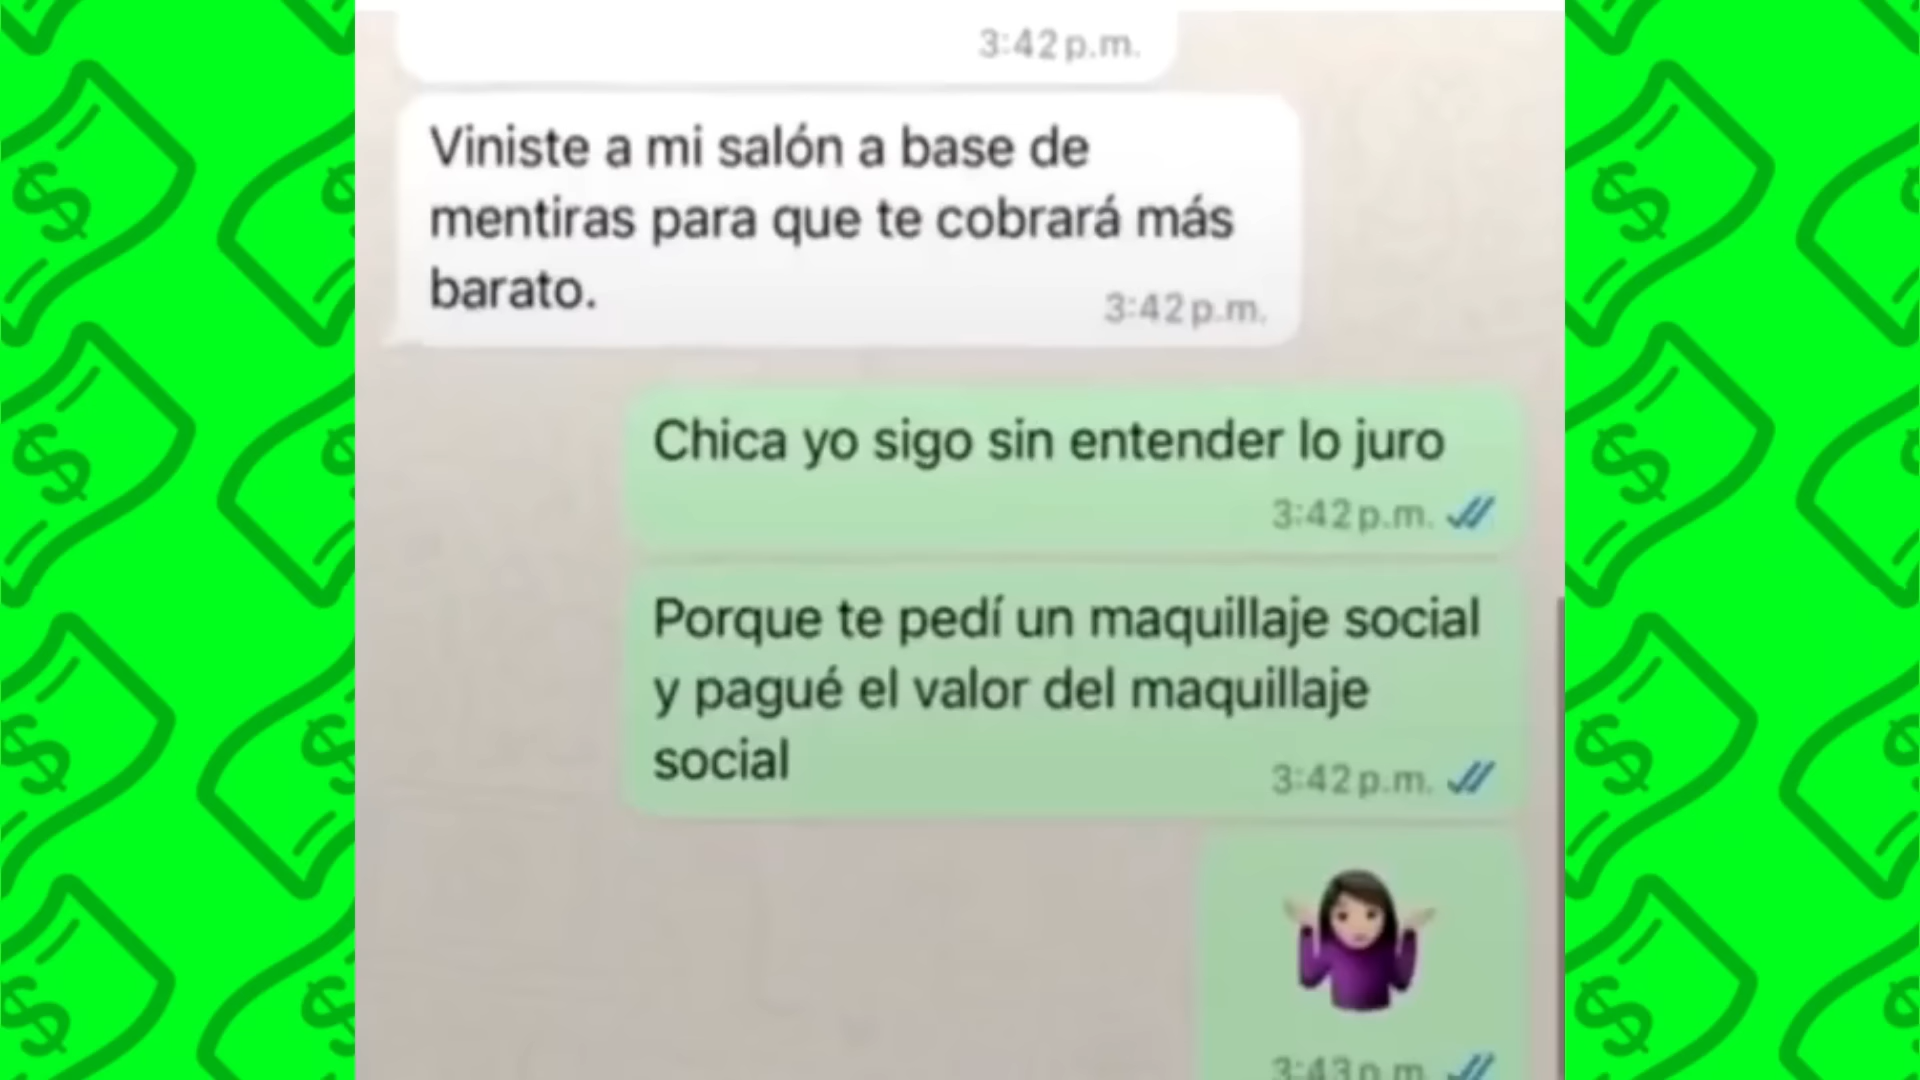 3:42 p.m.
Viniste a mi salón a base de
mentiras para que te cobrará más
barato.
3:42 p.m.
Chica yo sigo sin entender lo juro
3:42 p.m.
Porque te pedí un maquillaje social
y pagué el valor del maquillaje
social
3:42 p.m.
3:43 p.m.